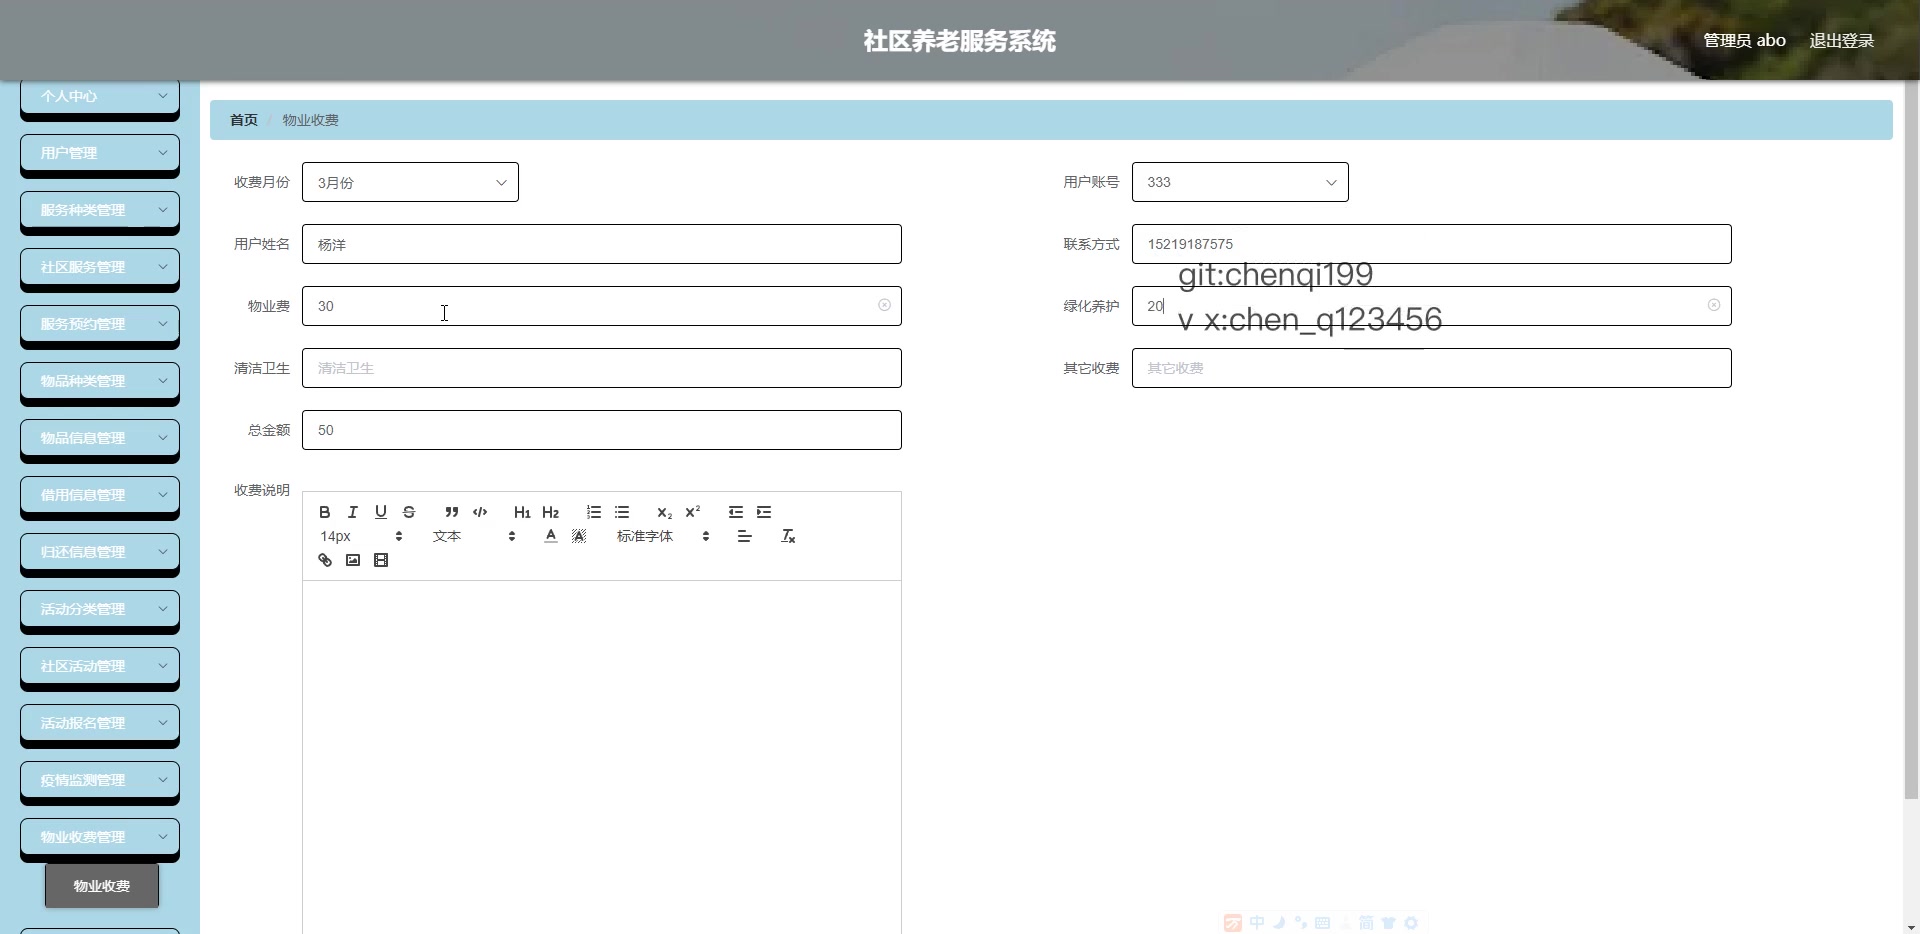 社区养老服务系统
管理员 abo
退出登录
个人中心
用户管理
服务种类管理
社区服务管理
服务预约管理
物品种类管理
物品信息管理
借用信息管理
归还信息管理
活动分类管理
社区活动管理
活动报名管理
疫情监测管理
物业收费管理
物业收费
首页 / 物业收费
收费月份 3月份
用户账号 333
用户姓名 杨洋
联系方式 15219187575
git:chenqi199
物业费 30
绿化养护 20
v x:chen_q123456
清洁卫生 清洁卫生
其它收费 其它收费
总金额 50
收费说明
B I U S ” </> H1 H2 X2 X2
14px 文本 A A 标准字体 Tx
中 简